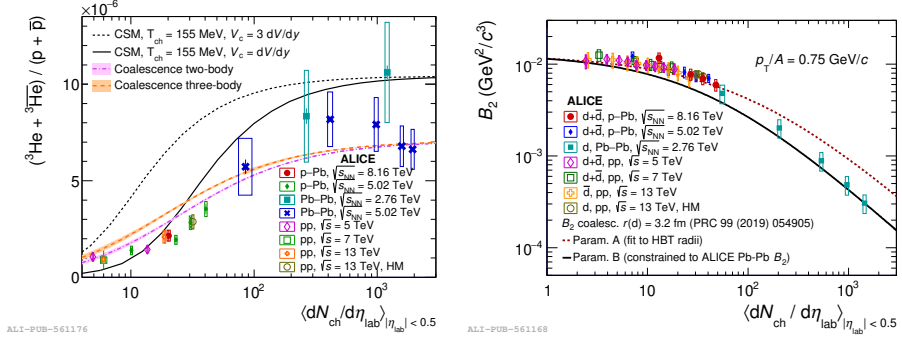 ×10⁻⁶
(³He + ³H̅e̅) / (p + p̅)
CSM, T_ch = 155 MeV, V_c = 3 dV/dy
CSM, T_ch = 155 MeV, V_c = dV/dy
Coalescence two-body
Coalescence three-body
10
8
6
4
2
0
ALICE
p–Pb, √s_NN = 8.16 TeV
p–Pb, √s_NN = 5.02 TeV
Pb–Pb, √s_NN = 2.76 TeV
Pb–Pb, √s_NN = 5.02 TeV
pp, √s = 5 TeV
pp, √s = 7 TeV
pp, √s = 13 TeV
pp, √s = 13 TeV, HM
4 10 10² 10³
⟨dN_ch/dη_lab⟩_|η_lab| < 0.5
ALI-PUB-561176
B₂ (GeV²/c³)
p_T/A = 0.75 GeV/c
10⁻¹
10⁻²
10⁻³
10⁻⁴
ALICE
d+d̅, p–Pb, √s_NN = 8.16 TeV
d+d̅, p–Pb, √s_NN = 5.02 TeV
d, Pb–Pb, √s_NN = 2.76 TeV
d+d̅, pp, √s = 5 TeV
d+d̅, pp, √s = 7 TeV
d̅, pp, √s = 13 TeV
d, pp, √s = 13 TeV, HM
B₂ coalesc. r(d) = 3.2 fm (PRC 99 (2019) 054905)
Param. A (fit to HBT radii)
Param. B (constrained to ALICE Pb-Pb B₂)
1 10 10² 10³
⟨dN_ch / dη_lab⟩_|η_lab| < 0.5
ALI-PUB-561168